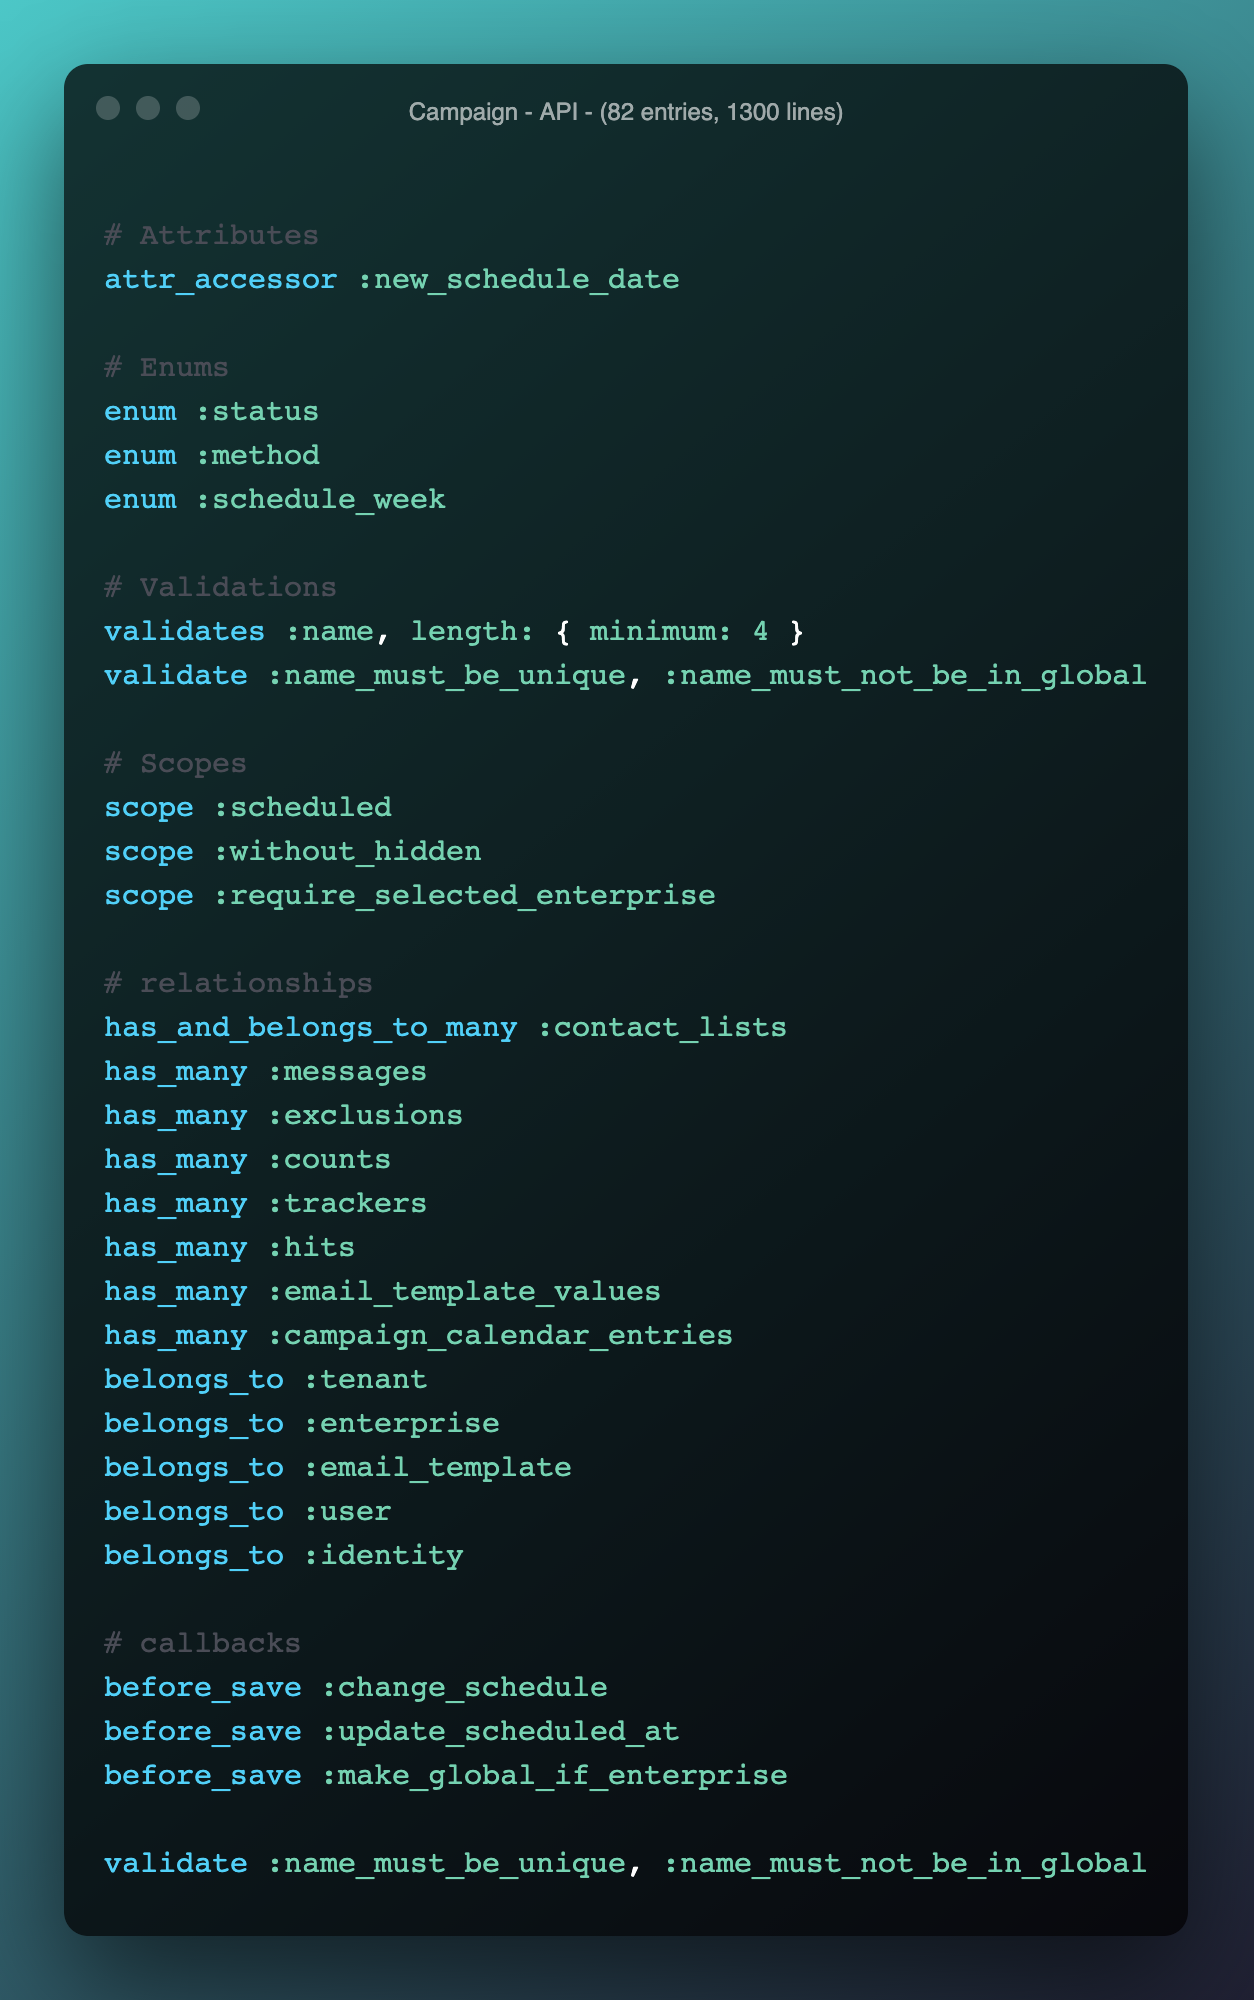 Campaign - API - (82 entries, 1300 lines)
# Attributes
attr_accessor :new_schedule_date
# Enums
enum :status
enum :method
enum :schedule_week
# Validations
validates :name, length: { minimum: 4 }
validate :name_must_be_unique, :name_must_not_be_in_global
# Scopes
scope :scheduled
scope :without_hidden
scope :require_selected_enterprise
# relationships
has_and_belongs_to_many :contact_lists
has_many :messages
has_many :exclusions
has_many :counts
has_many :trackers
has_many :hits
has_many :email_template_values
has_many :campaign_calendar_entries
belongs_to :tenant
belongs_to :enterprise
belongs_to :email_template
belongs_to :user
belongs_to :identity
# callbacks
before_save :change_schedule
before_save :update_scheduled_at
before_save :make_global_if_enterprise
validate :name_must_be_unique, :name_must_not_be_in_global